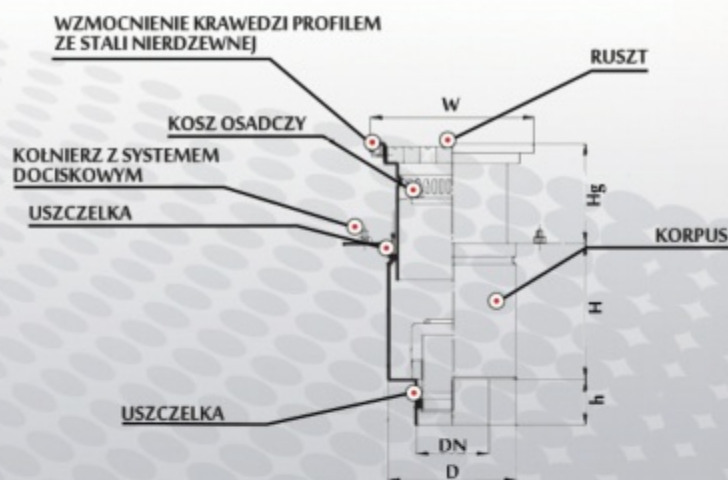 WZMOCNIENIE KRAWEDZI PROFILEM
ZE STALI NIERDZEWNEJ
RUSZT
W
KOSZ OSADCZY
KOŁNIERZ Z SYSTEMEM
DOCISKOWYM
Hg
USZCZELKA
KORPUS
H
h
USZCZELKA
DN
D